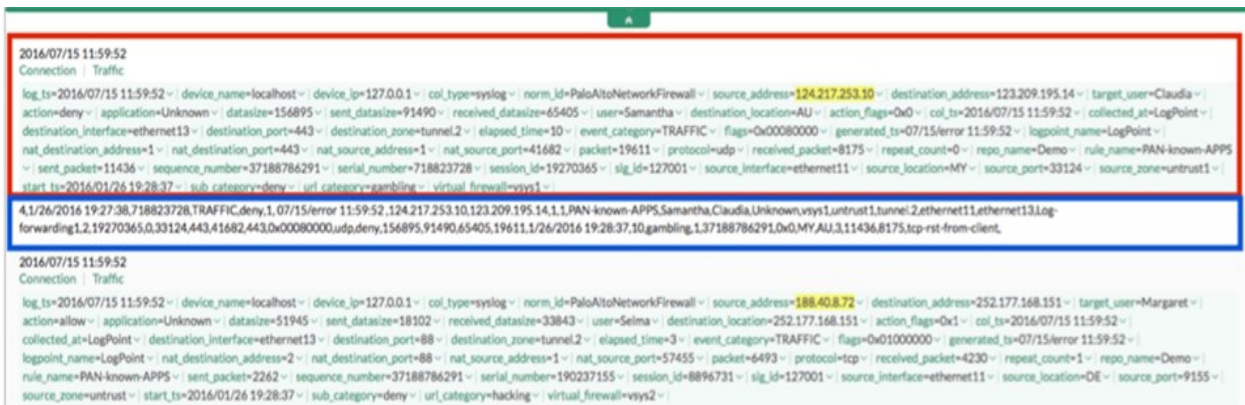 2016/07/15 11:59:52
Connection | Traffic
log_ts=2016/07/15 11:59:52 | device_name=localhost | device_ip=127.0.0.1 | col_type=syslog | norm_id=PaloAltoNetworkFirewall | source_address=124.217.253.10 | destination_address=123.209.195.14 | target_user=Claudia |
action=deny | application=Unknown | datasize=156895 | sent_datasize=91490 | received_datasize=65405 | user=Samantha | destination_location=AU | action_flags=0x0 | col_ts=2016/07/15 11:59:52 | collected_at=LogPoint |
destination_interface=ethernet13 | destination_port=443 | destination_zone=tunnel.2 | elapsed_time=10 | event_category=TRAFFIC | flags=0x00080000 | generated_ts=07/15/error 11:59:52 | logpoint_name=LogPoint |
nat_destination_address=1 | nat_destination_port=443 | nat_source_address=1 | nat_source_port=41682 | packet=19611 | protocol=udp | received_packet=8175 | repeat_count=0 | repo_name=Demo | rule_name=PAN-known-APPS
| sent_packet=11436 | sequence_number=37188786291 | serial_number=718823728 | session_id=19270365 | sig_id=127001 | source_interface=ethernet11 | source_location=MY | source_port=33124 | source_zone=untrust1 |
start_ts=2016/01/26 19:28:37 | sub_category=deny | url_category=gambling | virtual_firewall=vsys1 |
4,1/26/2016 19:27:38,718823728,TRAFFIC,deny,1, 07/15/error 11:59:52 ,124.217.253.10,123.209.195.14,1,1,PAN-known-APPS,Samantha,Claudia,Unknown,vsys1,untrust1,tunnel.2,ethernet11,ethernet13,Log-
forwarding1,2,19270365,0,33124,443,41682,443,0x00080000,udp,deny,156895,91490,65405,19611,1/26/2016 19:28:37,10,gambling,1,37188786291,0x0,MY,AU,3,11436,8175,tcp-rst-from-client,
2016/07/15 11:59:52
Connection | Traffic
log_ts=2016/07/15 11:59:52 | device_name=localhost | device_ip=127.0.0.1 | col_type=syslog | norm_id=PaloAltoNetworkFirewall | source_address=188.40.8.72 | destination_address=252.177.168.151 | target_user=Margaret |
action=allow | application=Unknown | datasize=51945 | sent_datasize=18102 | received_datasize=33843 | user=Selma | destination_location=252.177.168.151 | action_flags=0x1 | col_ts=2016/07/15 11:59:52 |
collected_at=LogPoint | destination_interface=ethernet13 | destination_port=88 | destination_zone=tunnel.2 | elapsed_time=3 | event_category=TRAFFIC | flags=0x01000000 | generated_ts=07/15/error 11:59:52 |
logpoint_name=LogPoint | nat_destination_address=2 | nat_destination_port=88 | nat_source_address=1 | nat_source_port=57455 | packet=6493 | protocol=tcp | received_packet=4230 | repeat_count=1 | repo_name=Demo |
rule_name=PAN-known-APPS | sent_packet=2262 | sequence_number=37188786291 | serial_number=190237155 | session_id=8896731 | sig_id=127001 | source_interface=ethernet11 | source_location=DE | source_port=9155 |
source_zone=untrust | start_ts=2016/01/26 19:28:37 | sub_category=deny | url_category=hacking | virtual_firewall=vsys2 |